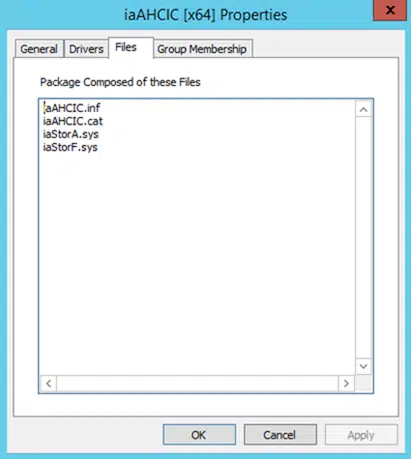 iaAHCIC [x64] Properties
x
General Drivers Files Group Membership
Package Composed of these Files
iaAHCIC.inf
iaAHCIC.cat
iaStorA.sys
iaStorF.sys
OK Cancel Apply